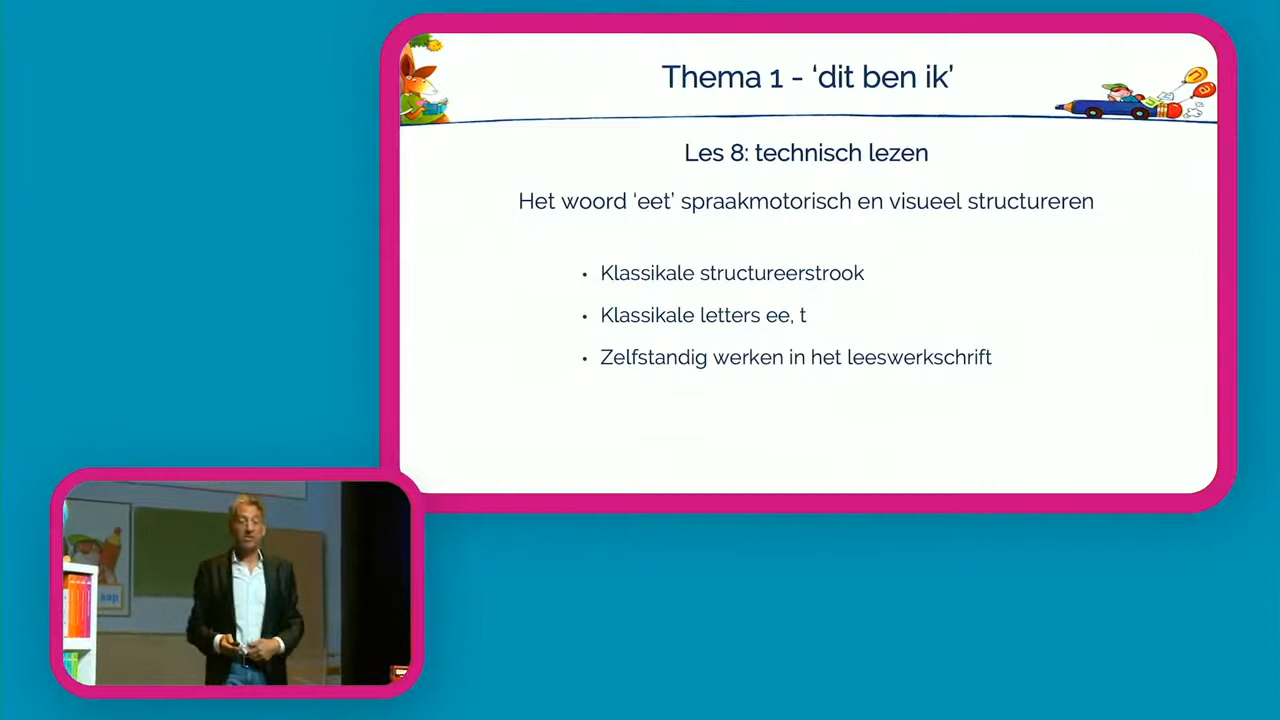 Thema 1 - ‘dit ben ik’
Les 8: technisch lezen
Het woord ‘eet’ spraakmotorisch en visueel structureren
• Klassikale structureerstrook
• Klassikale letters ee, t
• Zelfstandig werken in het leeswerkschrift
sap